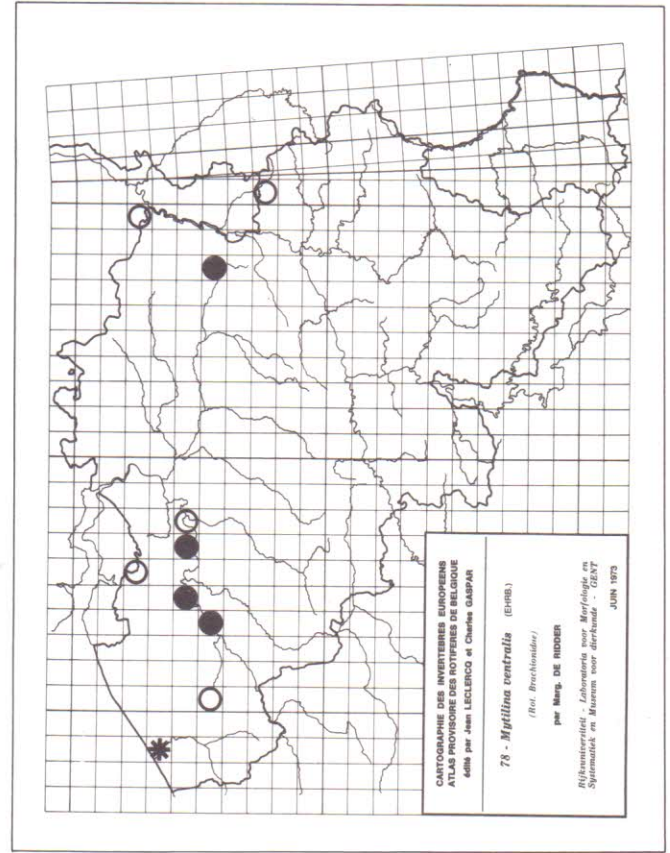 CARTOGRAPHIE DES INVERTEBRES EUROPEENS
ATLAS PROVISOIRE DES ROTIFERES DE BELGIQUE
édité par Jean LECLERCQ et Charles GASPAR
78 - Mytilina ventralis (EHRB.)
(Rot. Brachionidae)
par Marg. DE RIDDER
Rijksuniversiteit - Laboratoria voor Morfologie en
Systematiek en Museum voor dierkunde - GENT
JUIN 1973